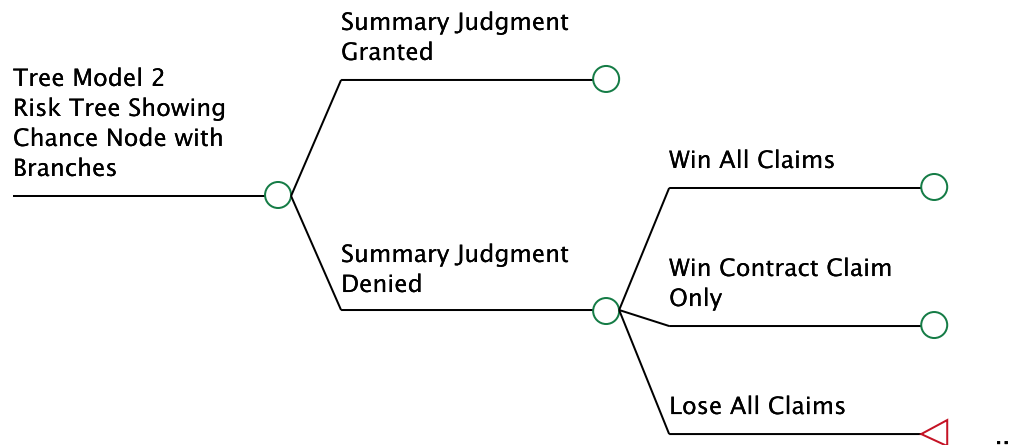 Summary Judgment
Granted
Tree Model 2
Risk Tree Showing
Chance Node with
Branches
Win All Claims
Summary Judgment
Denied
Win Contract Claim
Only
Lose All Claims
..